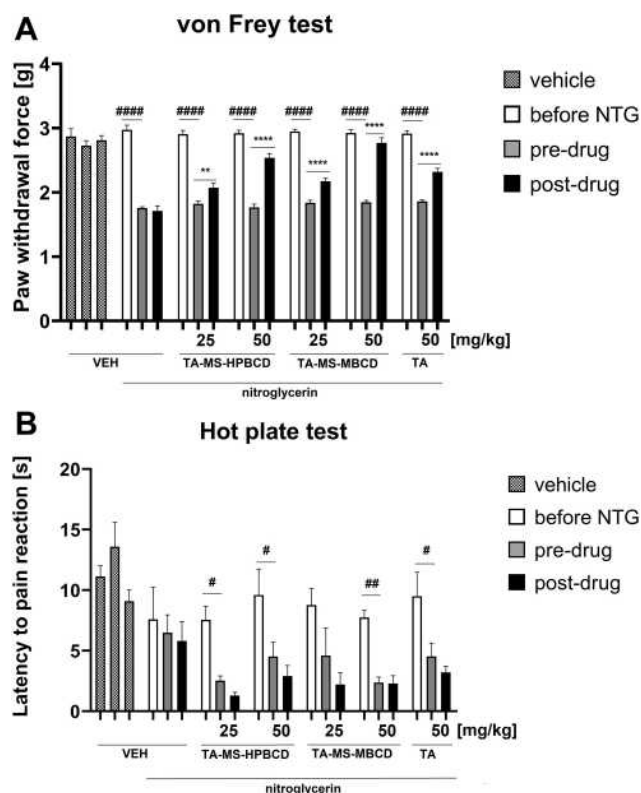 A
von Frey test
Paw withdrawal force [g]
4
3
2
1
0
#### #### #### #### #### ####
** **** **** **** ****
vehicle
before NTG
pre-drug
post-drug
25 50 25 50 50 [mg/kg]
VEH TA-MS-HPBCD TA-MS-MBCD TA
nitroglycerin
B
Hot plate test
Latency to pain reaction [s]
20
15
10
5
0
# # ## #
vehicle
before NTG
pre-drug
post-drug
25 50 25 50 50 [mg/kg]
VEH TA-MS-HPBCD TA-MS-MBCD TA
nitroglycerin